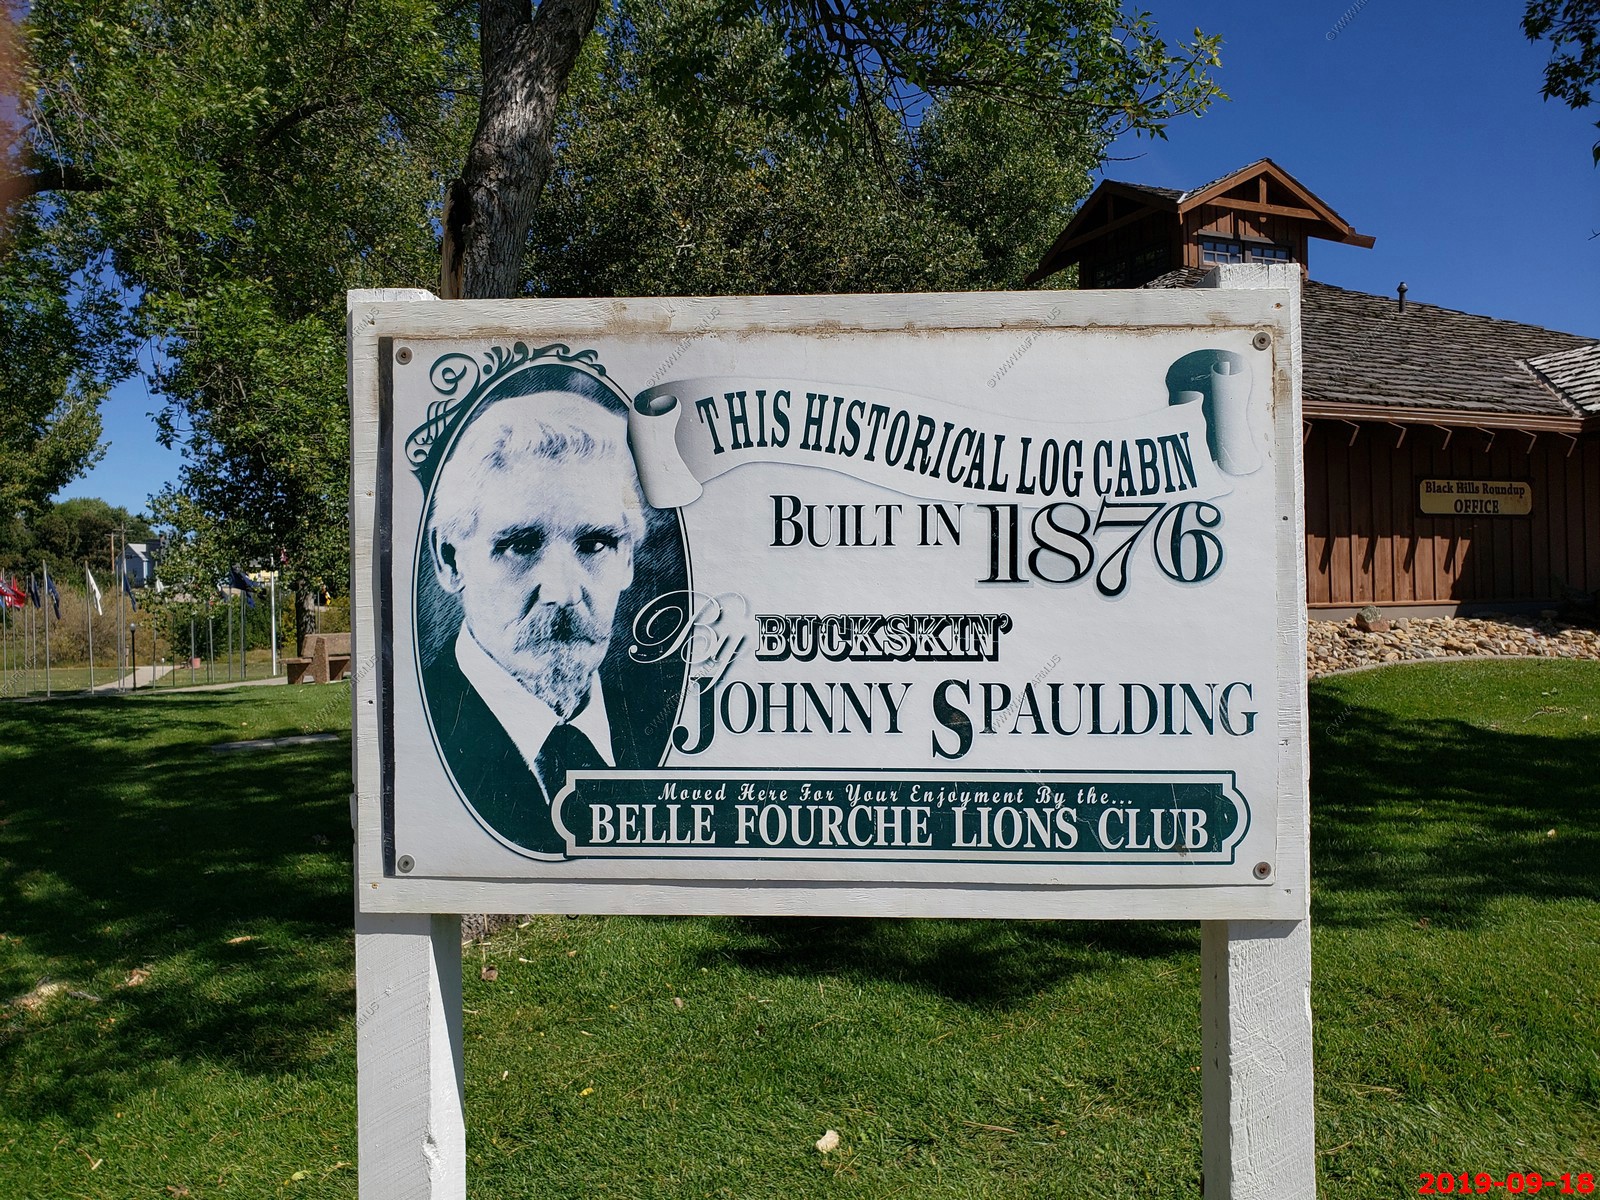 THIS HISTORICAL LOG CABIN
BUILT IN 1876
By BUCKSKIN'
JOHNNY SPAULDING
Moved Here For Your Enjoyment By the...
BELLE FOURCHE LIONS CLUB
Black Hills Roundup
OFFICE
2019-09-18